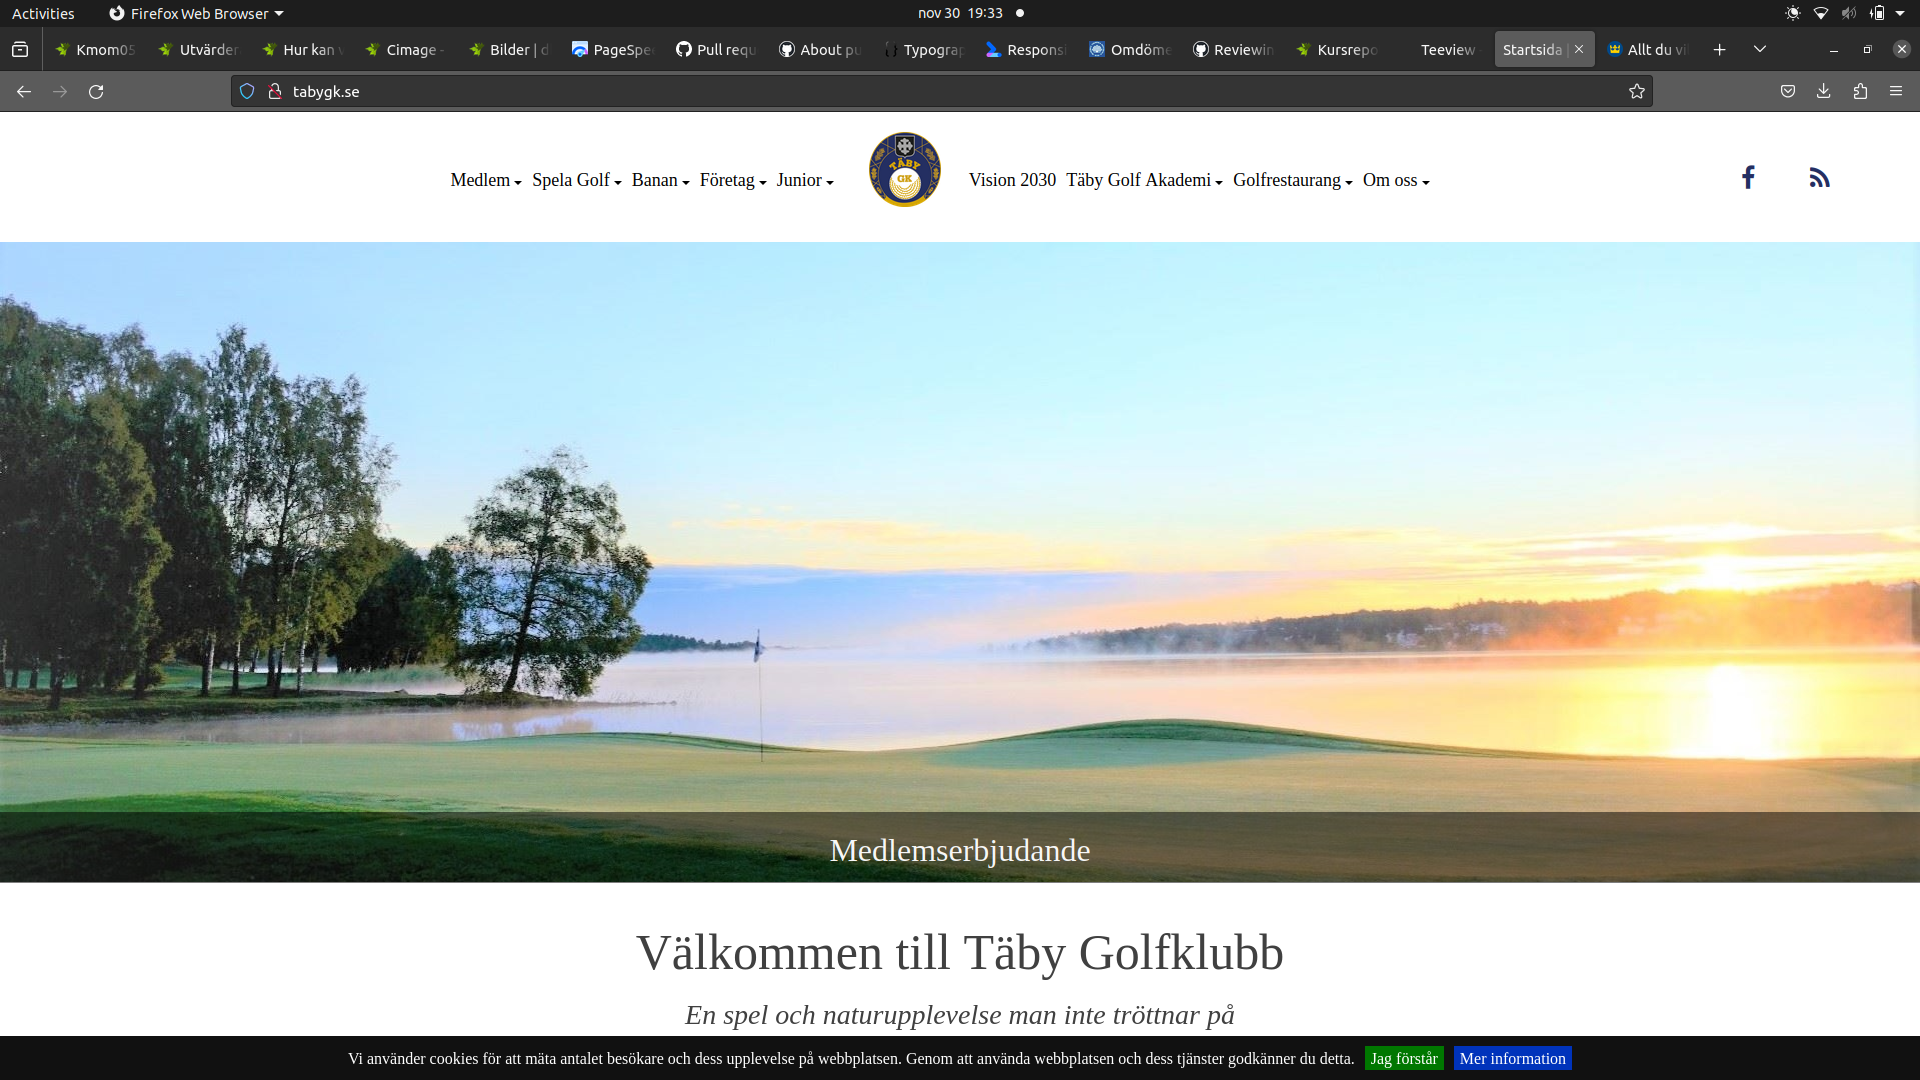 Activities
Firefox Web Browser
nov 30 19:33
Kmom05
Utvärder
Hur kan v
Cimage -
Bilder | d
PageSpee
Pull requ
About pu
Typograp
Responsi
Omdöme
Reviewin
Kursrepo
Teeview -
Startsida |
Allt du vil
tabygk.se
Medlem
Spela Golf
Banan
Företag
Junior
TÄBY
GK
Vision 2030
Täby Golf Akademi
Golfrestaurang
Om oss
Medlemserbjudande
Välkommen till Täby Golfklubb
En spel och naturupplevelse man inte tröttnar på
Vi använder cookies för att mäta antalet besökare och dess upplevelse på webbplatsen. Genom att använda webbplatsen och dess tjänster godkänner du detta.
Jag förstår
Mer information